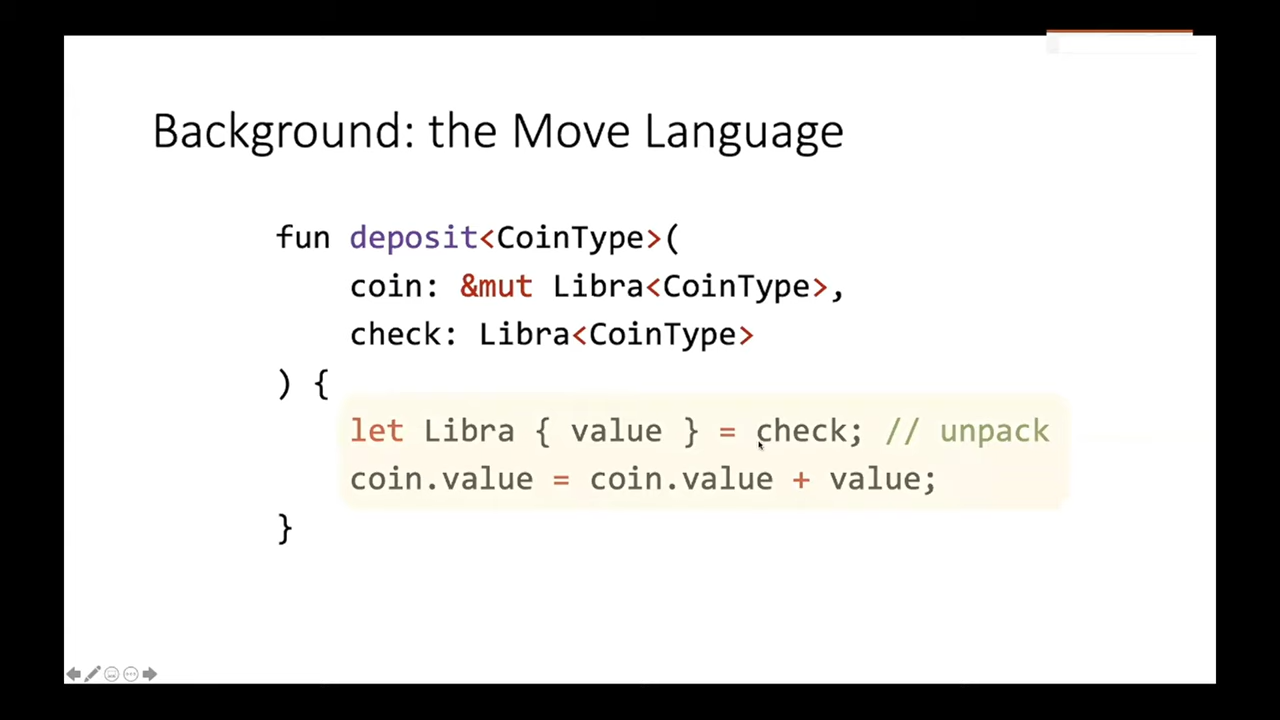 Background: the Move Language
fun deposit<CoinType>(
coin: &mut Libra<CoinType>,
check: Libra<CoinType>
) {
let Libra { value } = check; // unpack
coin.value = coin.value + value;
}